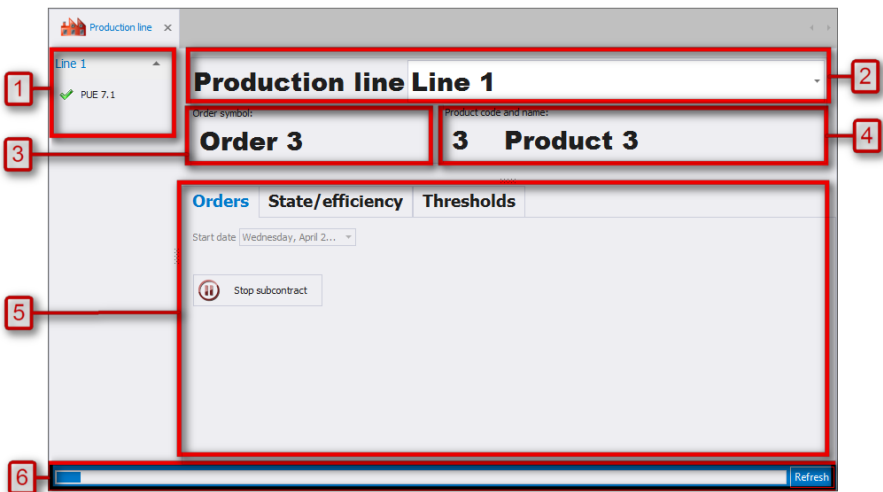 Production line
Line 1
PUE 7.1
1
Production line Line 1
2
Order symbol:
Order 3
3
Product code and name:
3 Product 3
4
Orders State/efficiency Thresholds
Start date Wednesday, April 2...
Stop subcontract
5
6
Refresh